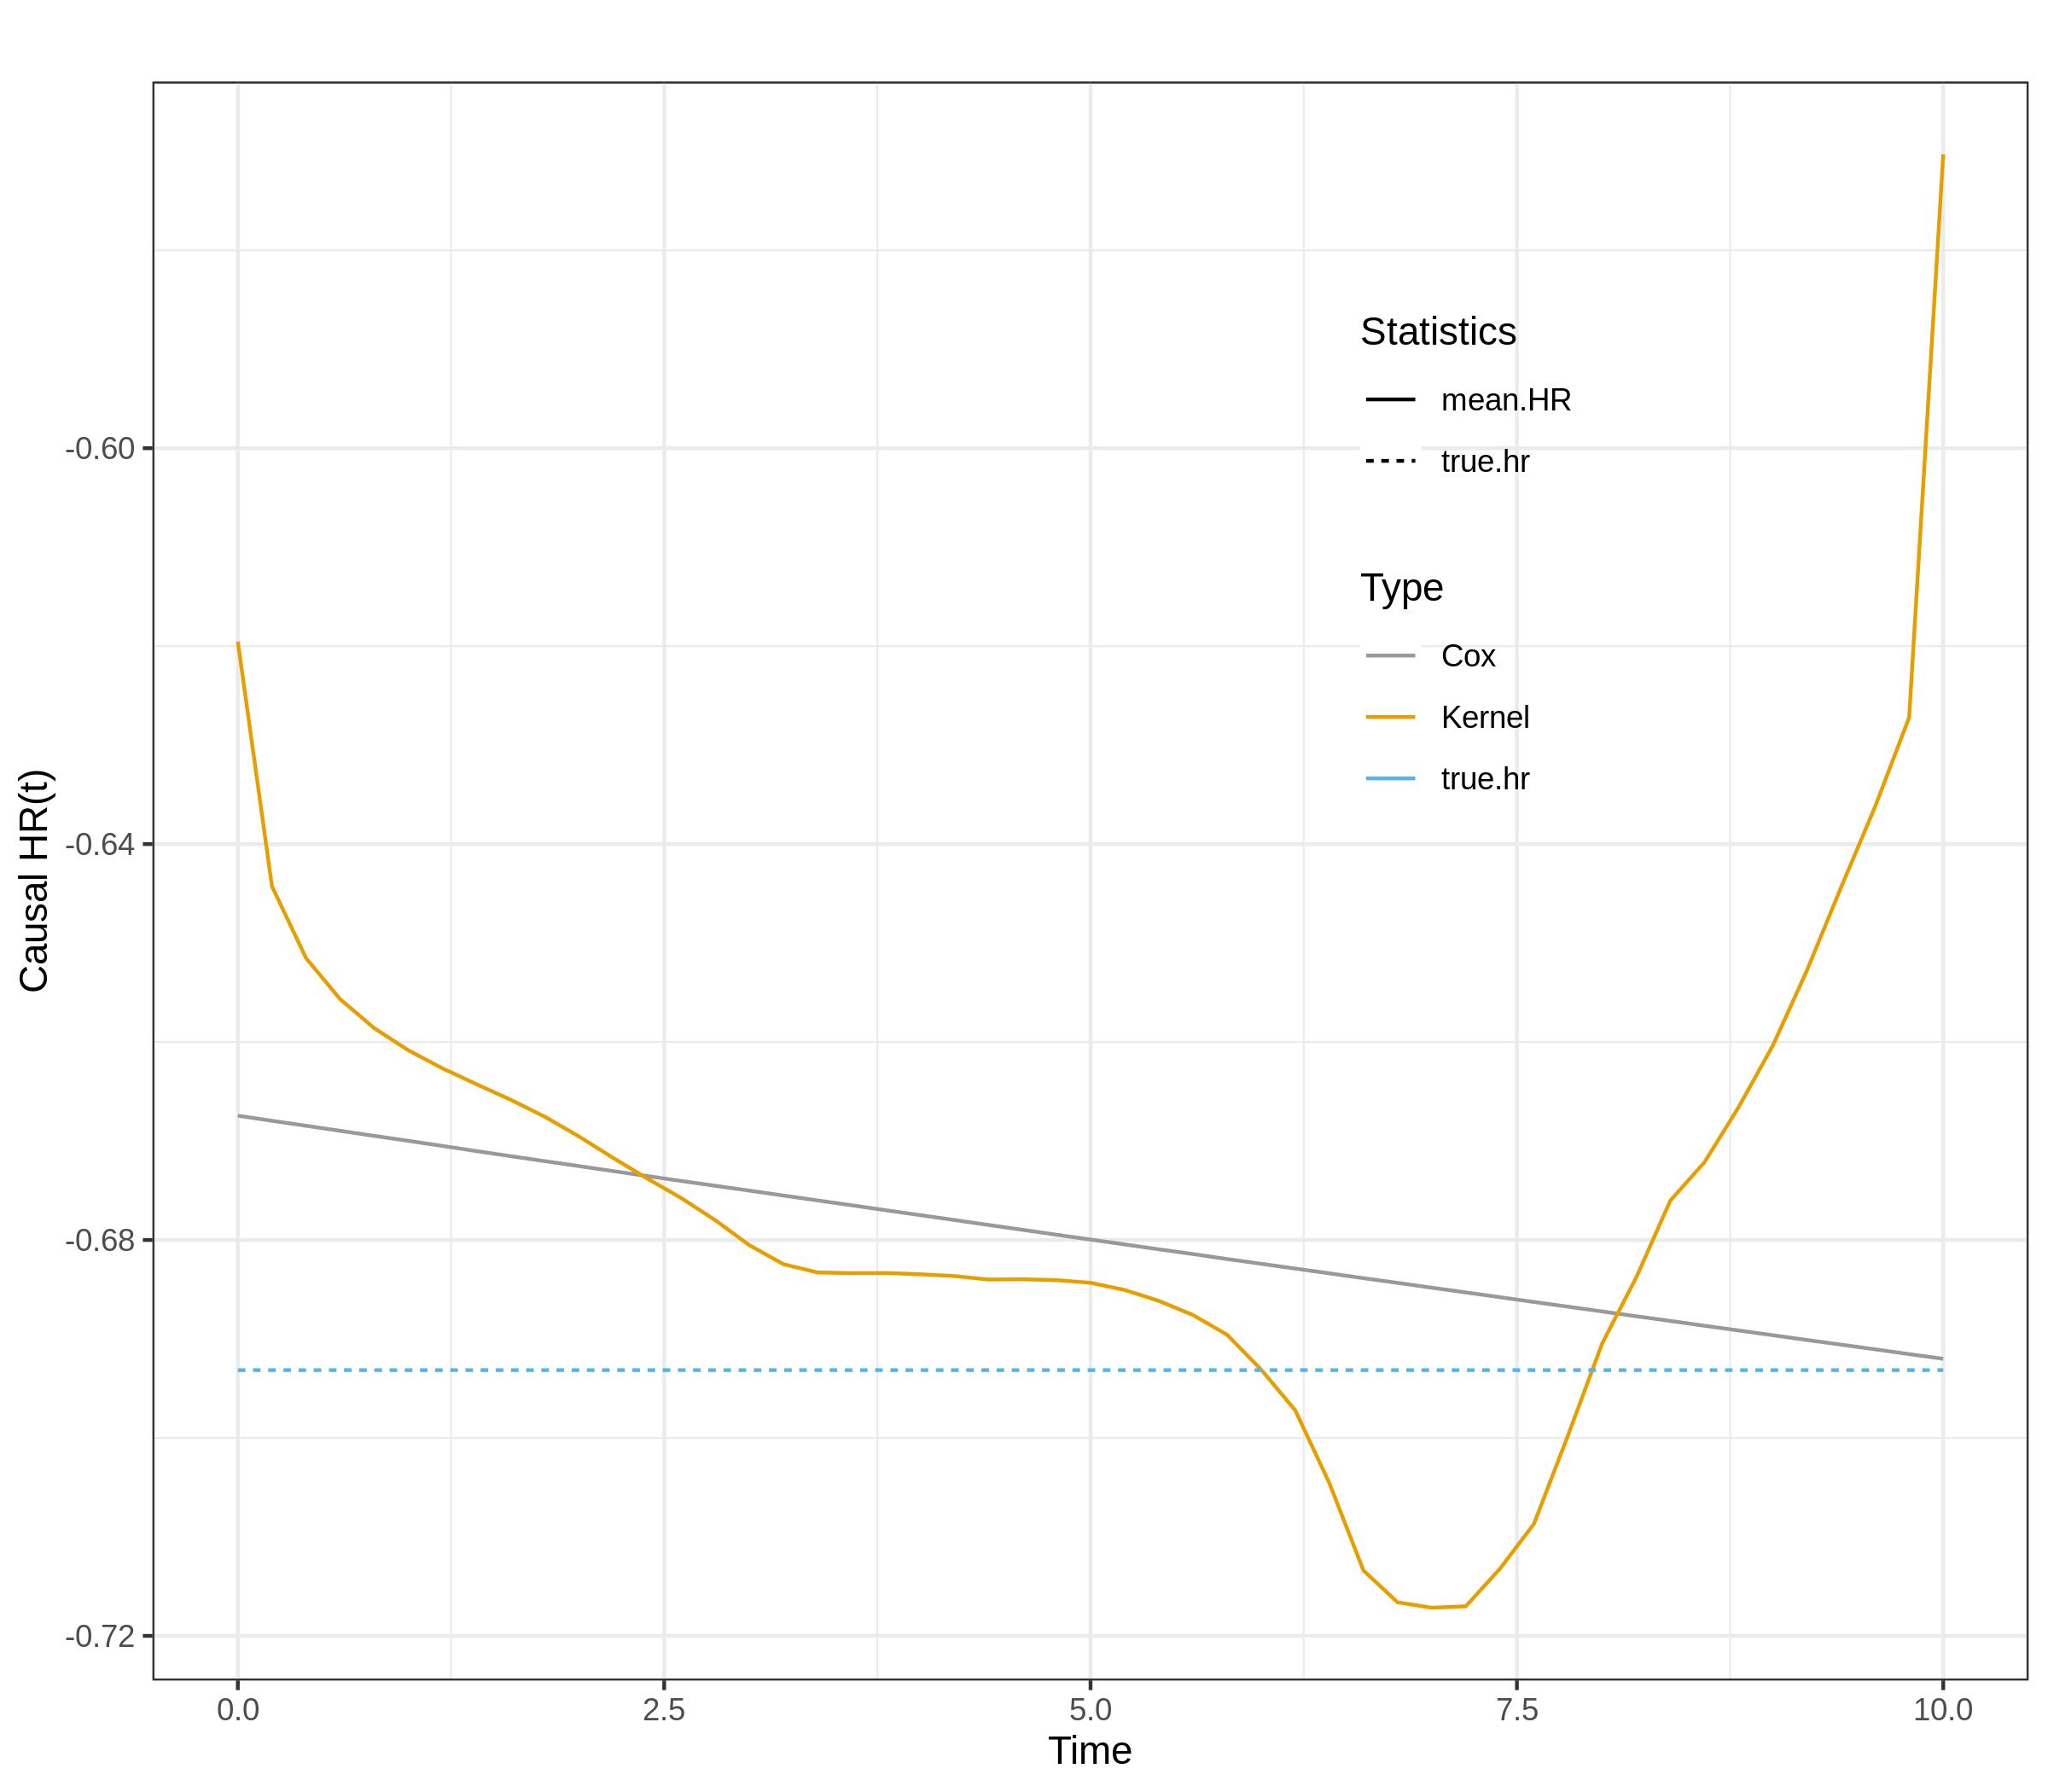 Statistics
mean.HR
true.hr
Type
Cox
Kernel
true.hr
Causal HR(t)
-0.60
-0.64
-0.68
-0.72
0.0 2.5 5.0 7.5 10.0
Time